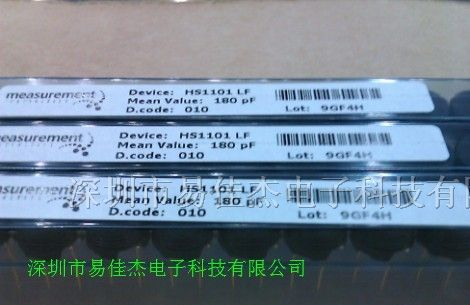 measurement
Device: HS1101 LF
Mean Value: 180 pF
D.code: 010
Lot: 9GF4H
measurement
Device: HS1101 LF
Mean Value: 180 pF
D.code: 010
Lot: 9GF4H
measurement
Device: HS1101 LF
Mean Value: 180 pF
D.code: 010
Lot: 9GF4H
深圳市易佳杰电子科技有限
深圳市易佳杰电子科技有限公司